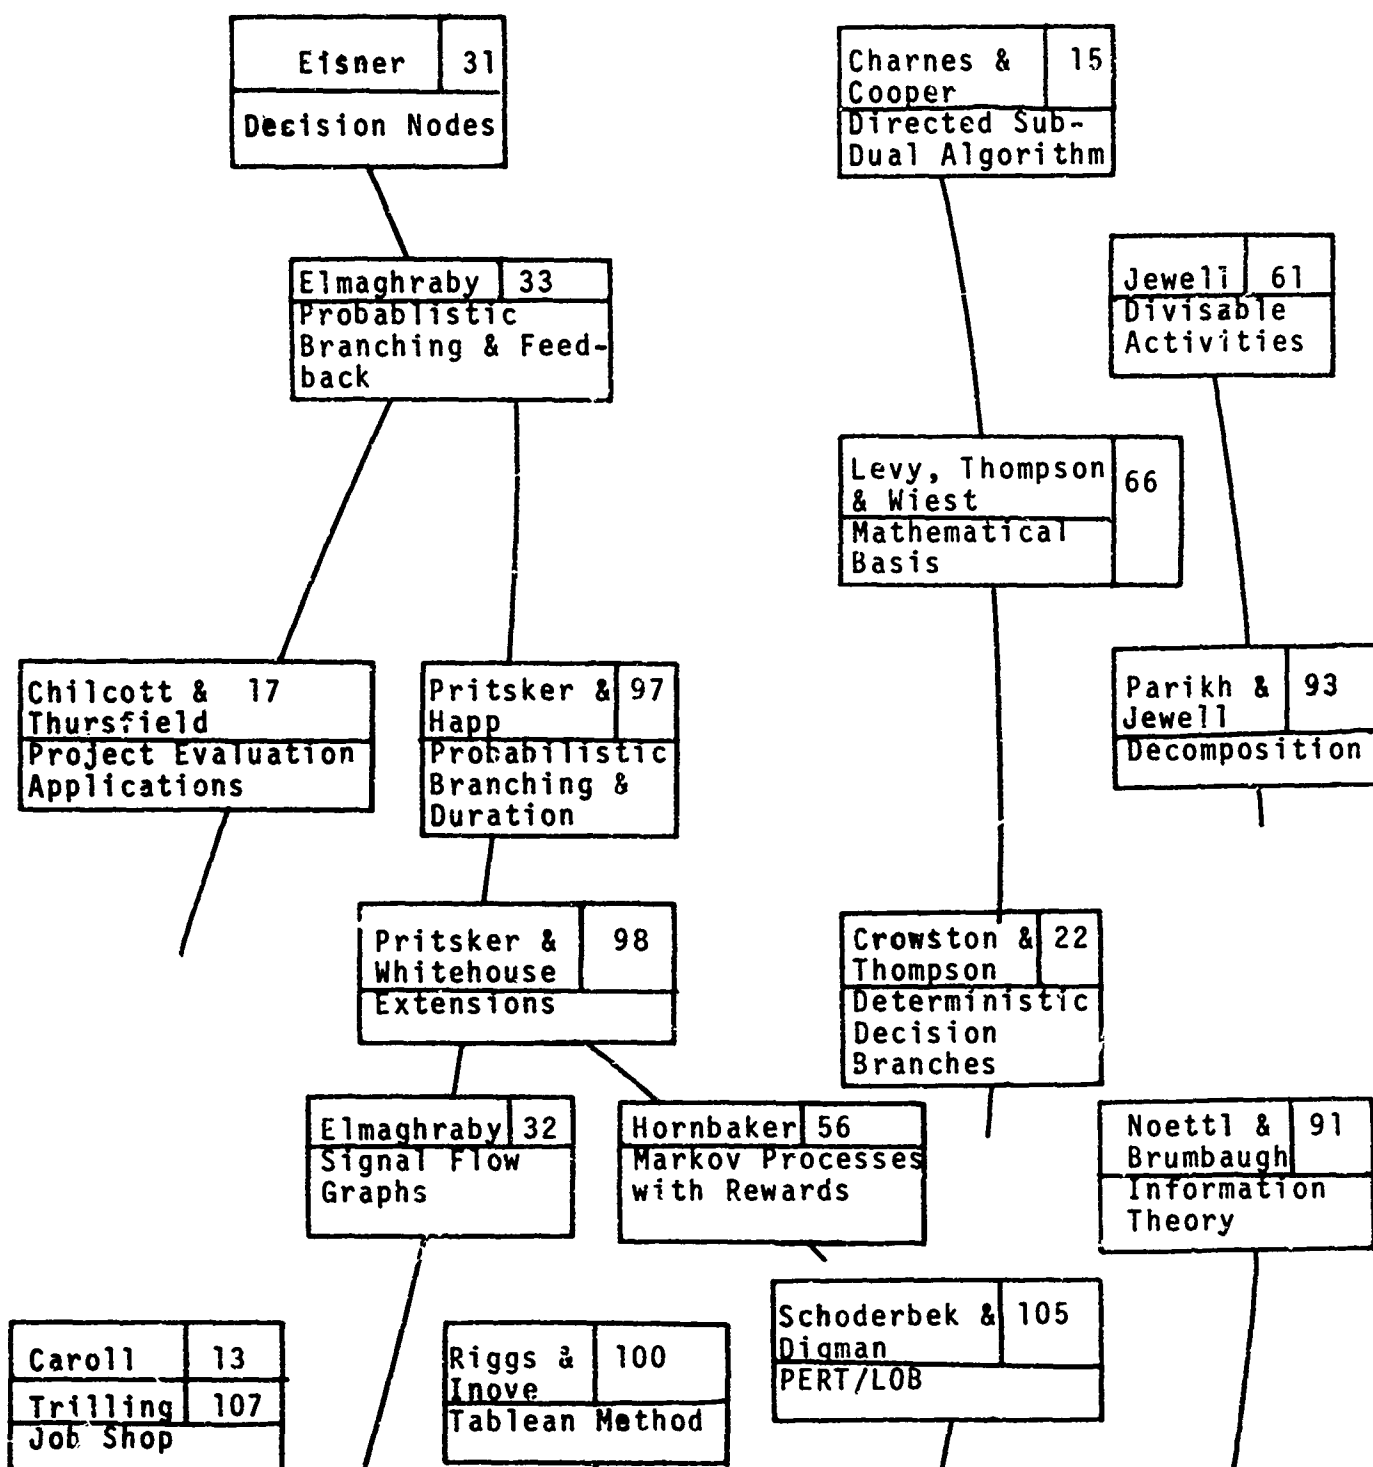 Eisner 31
Decision Nodes
Charnes & 15
Cooper
Directed Sub-
Dual Algorithm
Elmaghraby 33
Probablistic
Branching & Feed-
back
Jewell 61
Divisable
Activities
Levy, Thompson 66
& Wiest
Mathematical
Basis
Chilcott & 17
Thursfield
Project Evaluation
Applications
Pritsker & 97
Happ
Probabilistic
Branching &
Duration
Parikh & 93
Jewell
Decomposition
Pritsker & 98
Whitehouse
Extensions
Crowston & 22
Thompson
Deterministic
Decision
Branches
Elmaghraby 32
Signal Flow
Graphs
Hornbaker 56
Markov Processes
with Rewards
Noettl & 91
Brumbaugh
Information
Theory
Caroll 13
Trilling 107
Job Shop
Riggs & 100
Inove
Tablean Method
Schoderbek & 105
Digman
PERT/LOB